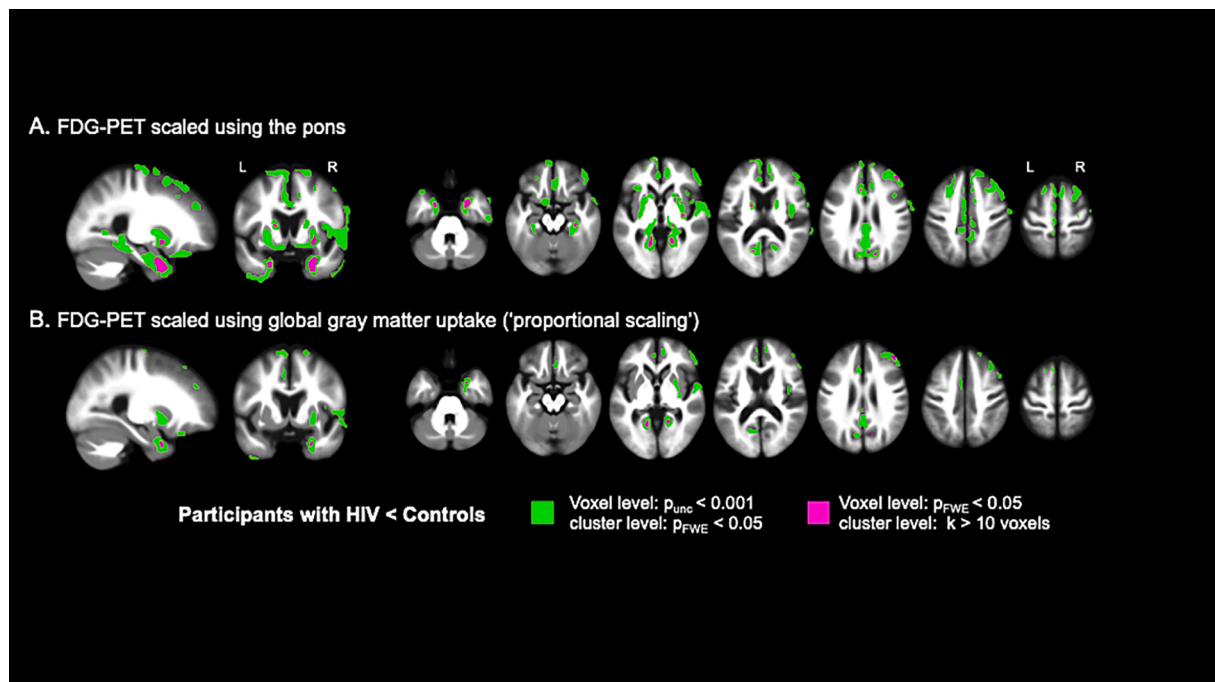 A. FDG-PET scaled using the pons
L R L R
B. FDG-PET scaled using global gray matter uptake ('proportional scaling')
Participants with HIV < Controls
Voxel level: punc < 0.001
cluster level: pFWE < 0.05
Voxel level: pFWE < 0.05
cluster level: k > 10 voxels